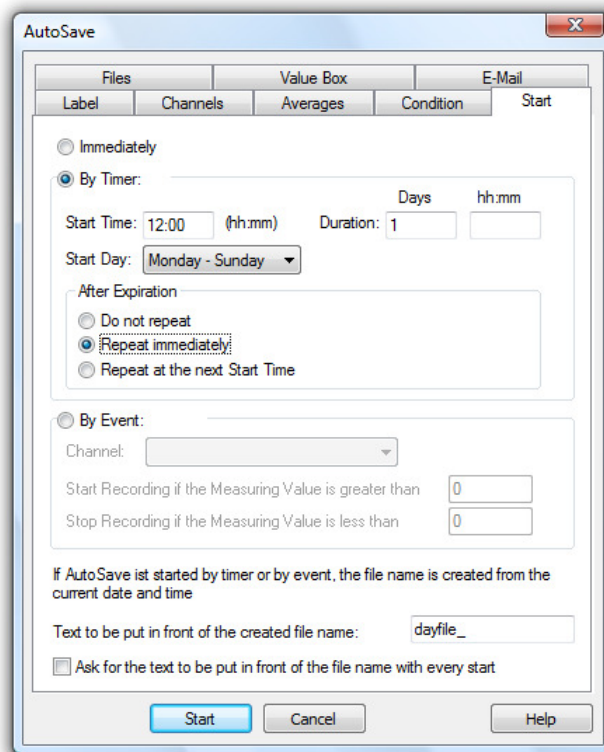 AutoSave
Files Value Box E-Mail
Label Channels Averages Condition Start
Immediately
By Timer:
Days hh:mm
Start Time: 12:00 (hh:mm) Duration: 1
Start Day: Monday - Sunday
After Expiration
Do not repeat
Repeat immediately
Repeat at the next Start Time
By Event:
Channel:
Start Recording if the Measuring Value is greater than 0
Stop Recording if the Measuring Value is less than 0
If AutoSave ist started by timer or by event, the file name is created from the
current date and time
Text to be put in front of the created file name: dayfile_
Ask for the text to be put in front of the file name with every start
Start Cancel Help